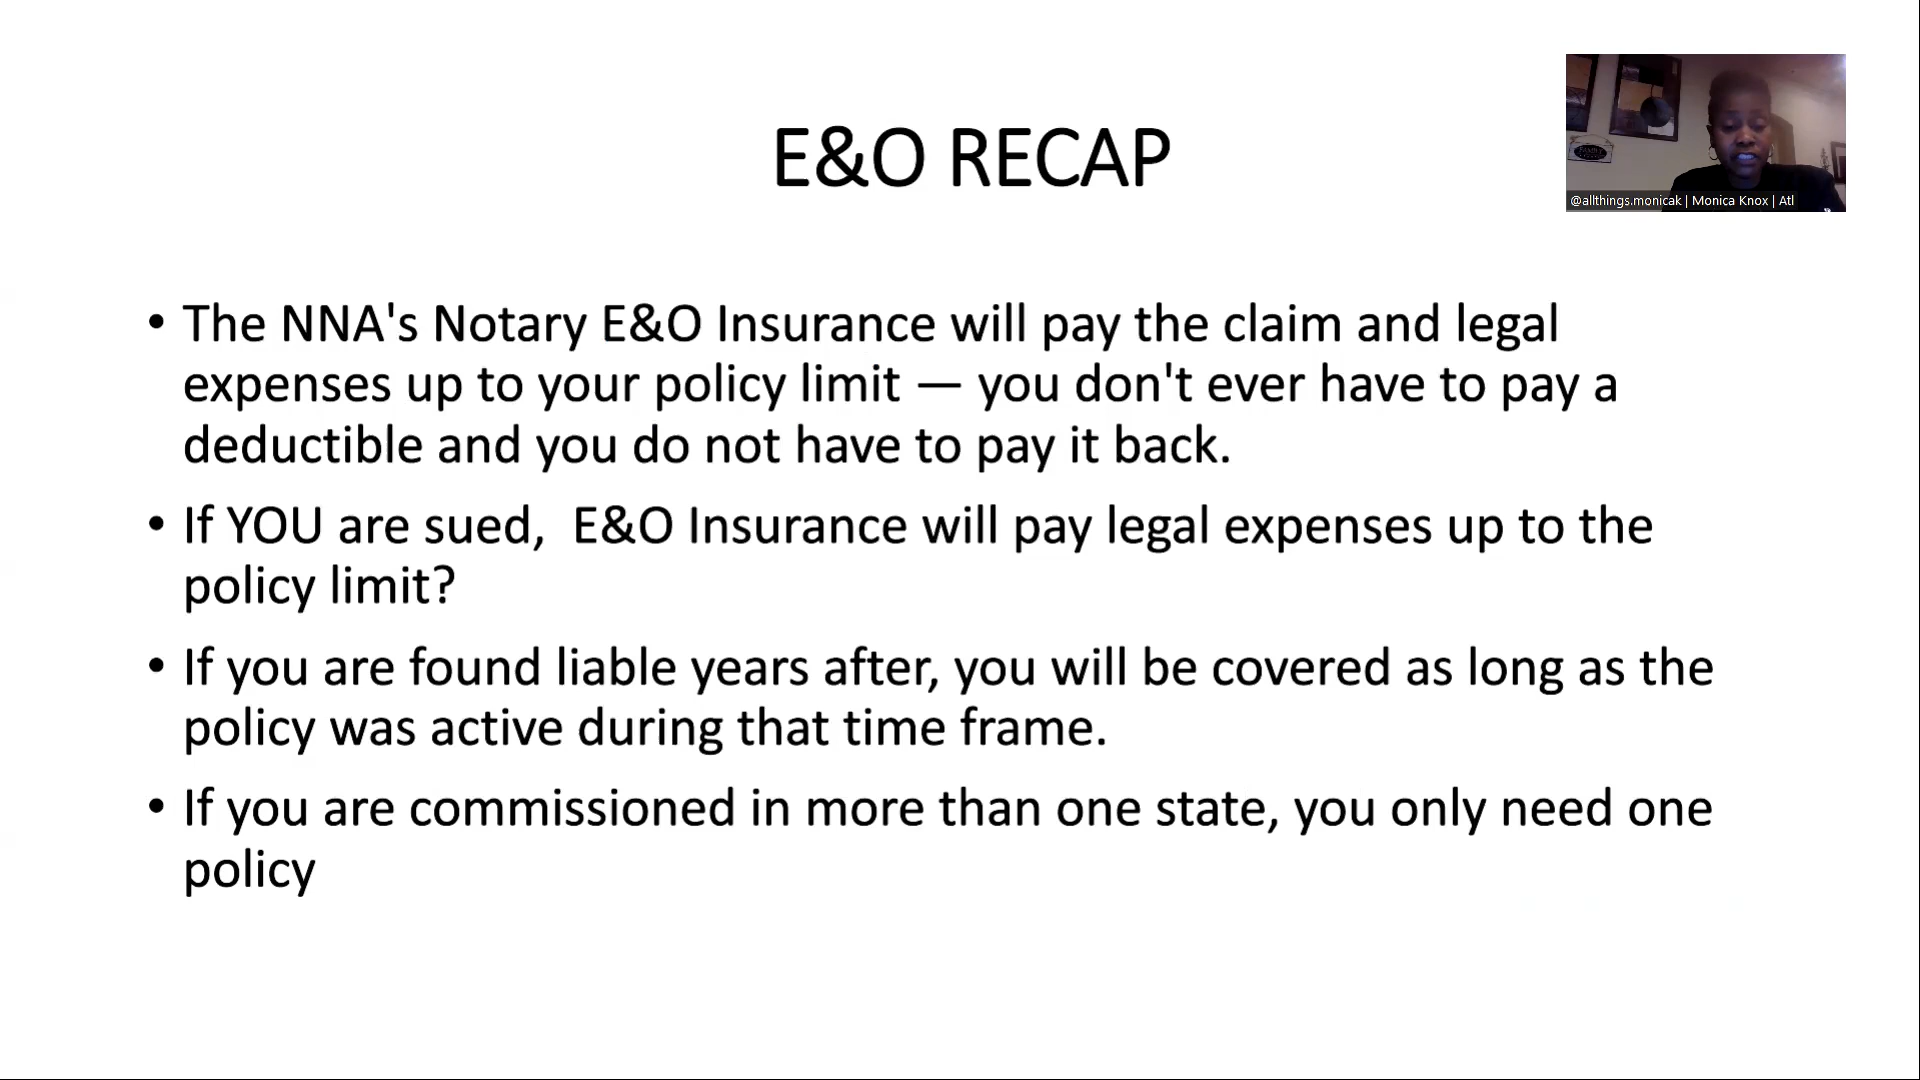 E&O RECAP
@allthings.monicak | Monica Knox | Atl
• The NNA's Notary E&O Insurance will pay the claim and legal
expenses up to your policy limit — you don't ever have to pay a
deductible and you do not have to pay it back.
• If YOU are sued,  E&O Insurance will pay legal expenses up to the
policy limit?
• If you are found liable years after, you will be covered as long as the
policy was active during that time frame.
• If you are commissioned in more than one state, you only need one
policy